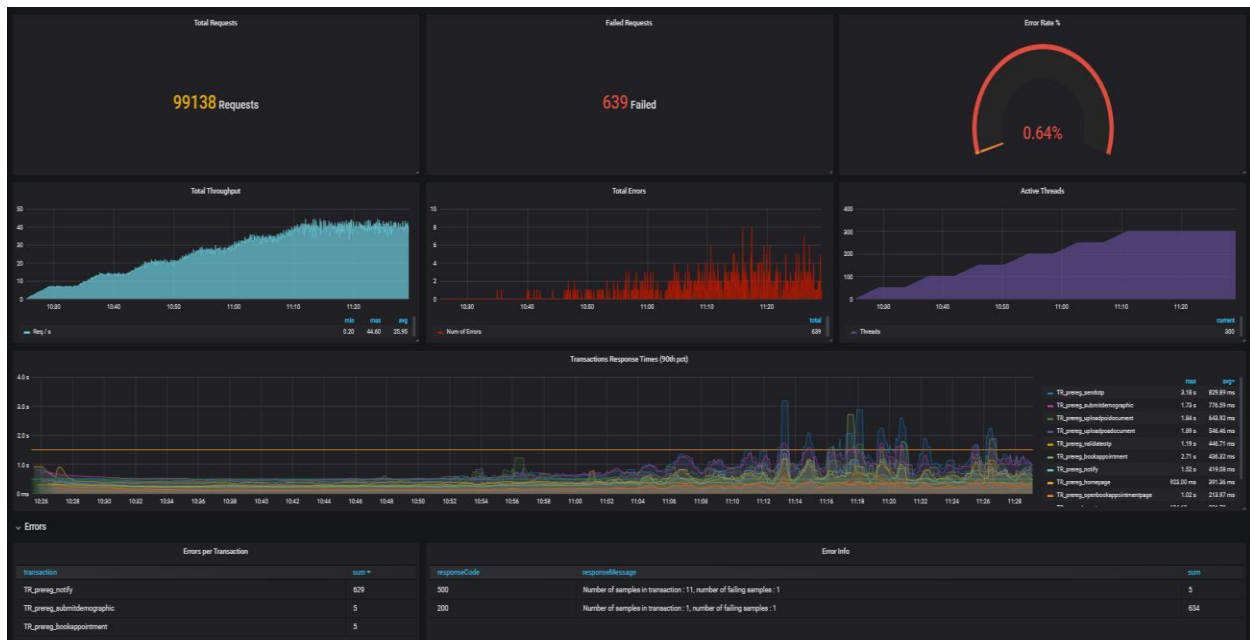 Total Requests
Failed Requests
Error Rate %
99138 Requests
639 Failed
0.64%
Total Throughput
Total Errors
Active Threads
50
40
30
20
10
0
10:30 10:40 10:50 11:00 11:10 11:20
min max avg
Req / s 0.20 44.60 25.95
10
8
6
4
2
0
10:30 10:40 10:50 11:00 11:10 11:20
total
Num of Errors 639
400
300
200
100
0
10:30 10:40 10:50 11:00 11:10 11:20
current
Threads 300
Transactions Response Times (90th pct)
4.0 s
3.0 s
2.0 s
1.0 s
0 ms
10:26 10:28 10:30 10:32 10:34 10:36 10:38 10:40 10:42 10:44 10:46 10:48 10:50 10:52 10:54 10:56 10:58 11:00 11:02 11:04 11:06 11:08 11:10 11:12 11:14 11:16 11:18 11:20 11:22 11:24 11:26 11:28
max avg
TR_prereg_sendotp 3.18 s 829.89 ms
TR_prereg_submitdemographic 1.73 s 776.59 ms
TR_prereg_uploadpoidocument 1.84 s 643.92 ms
TR_prereg_uploadpoadocument 1.89 s 546.46 ms
TR_prereg_validateotp 1.19 s 446.71 ms
TR_prereg_bookappointment 2.71 s 436.32 ms
TR_prereg_notify 1.52 s 419.08 ms
TR_prereg_homepage 923.00 ms 391.36 ms
TR_prereg_openbookappointmentpage 1.02 s 213.97 ms
Errors
Errors per Transaction
transaction sum
TR_prereg_notify 629
TR_prereg_submitdemographic 5
TR_prereg_bookappointment 5
Error Info
responseCode responseMessage sum
500 Number of samples in transaction : 11, number of failing samples : 1 5
200 Number of samples in transaction : 1, number of failing samples : 1 634